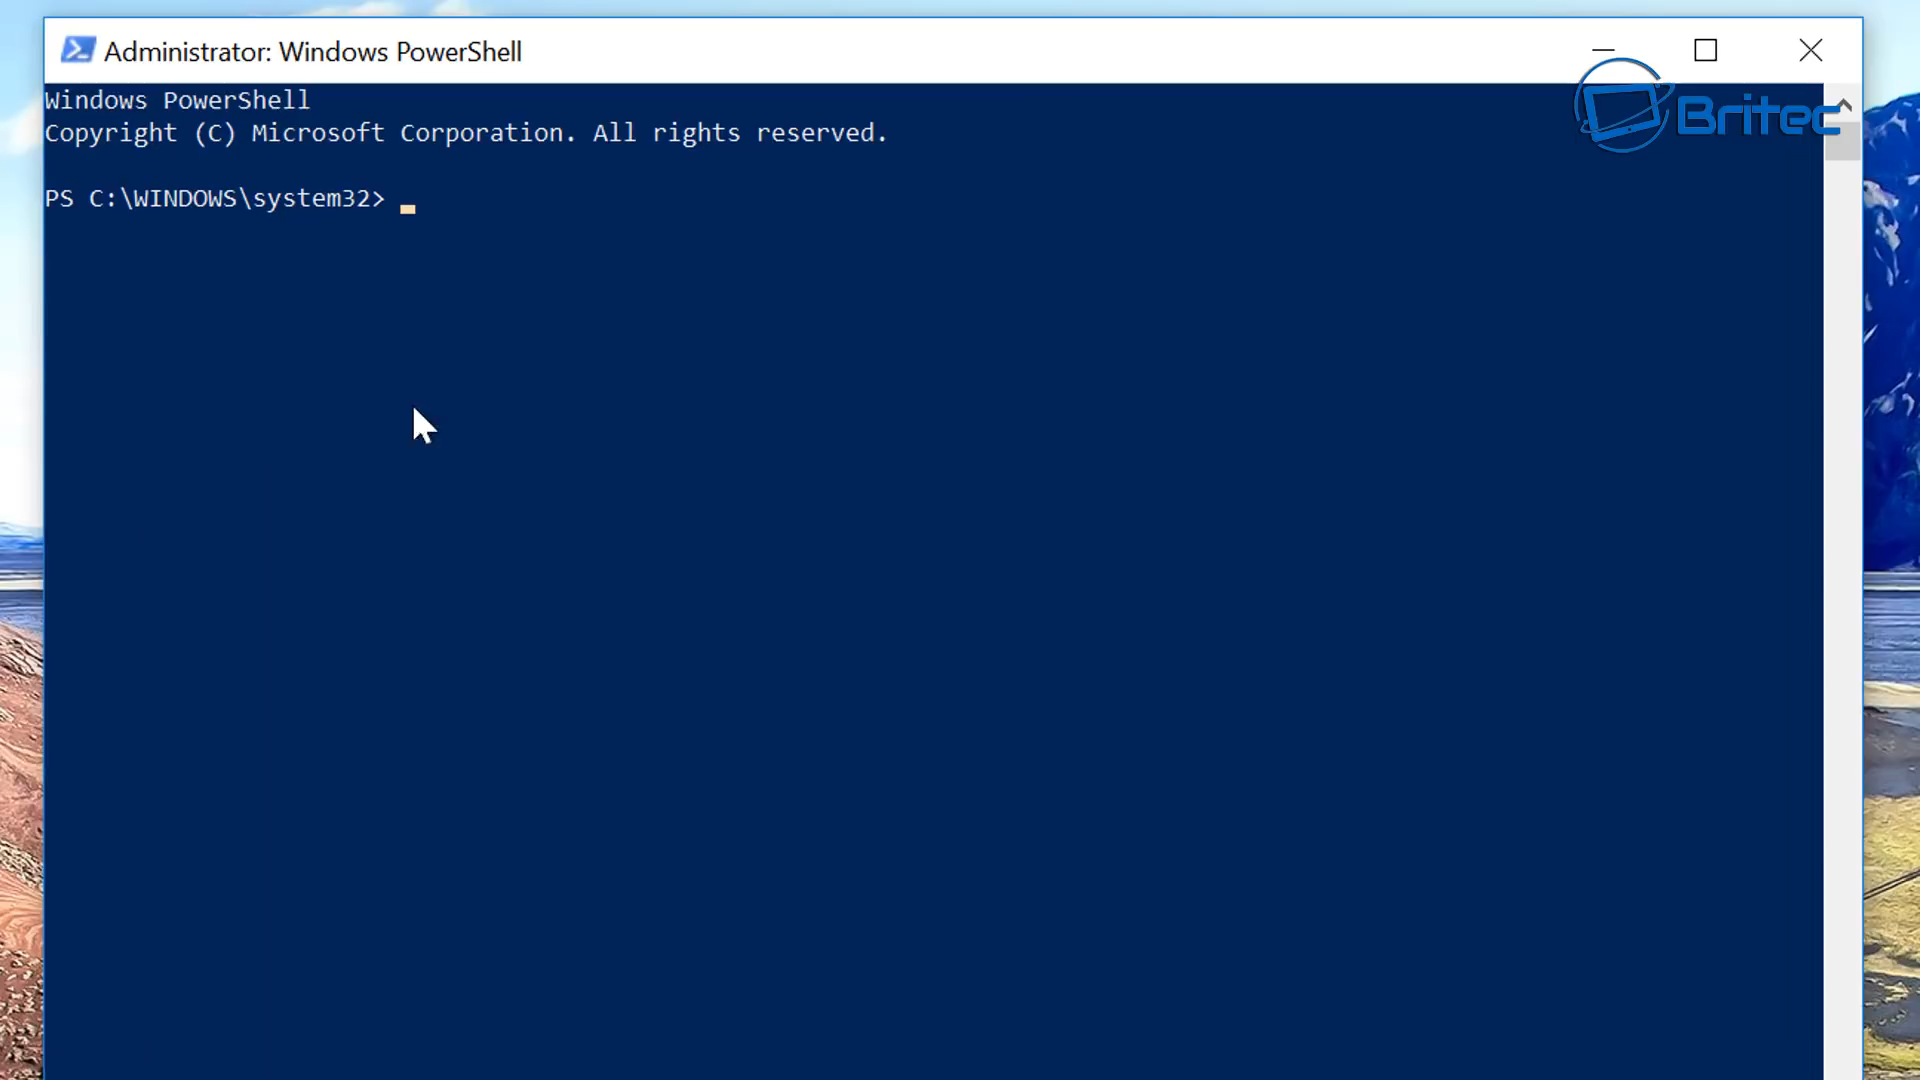 Administrator: Windows PowerShell
Britec
Windows PowerShell
Copyright (C) Microsoft Corporation. All rights reserved.
PS C:\WINDOWS\system32>